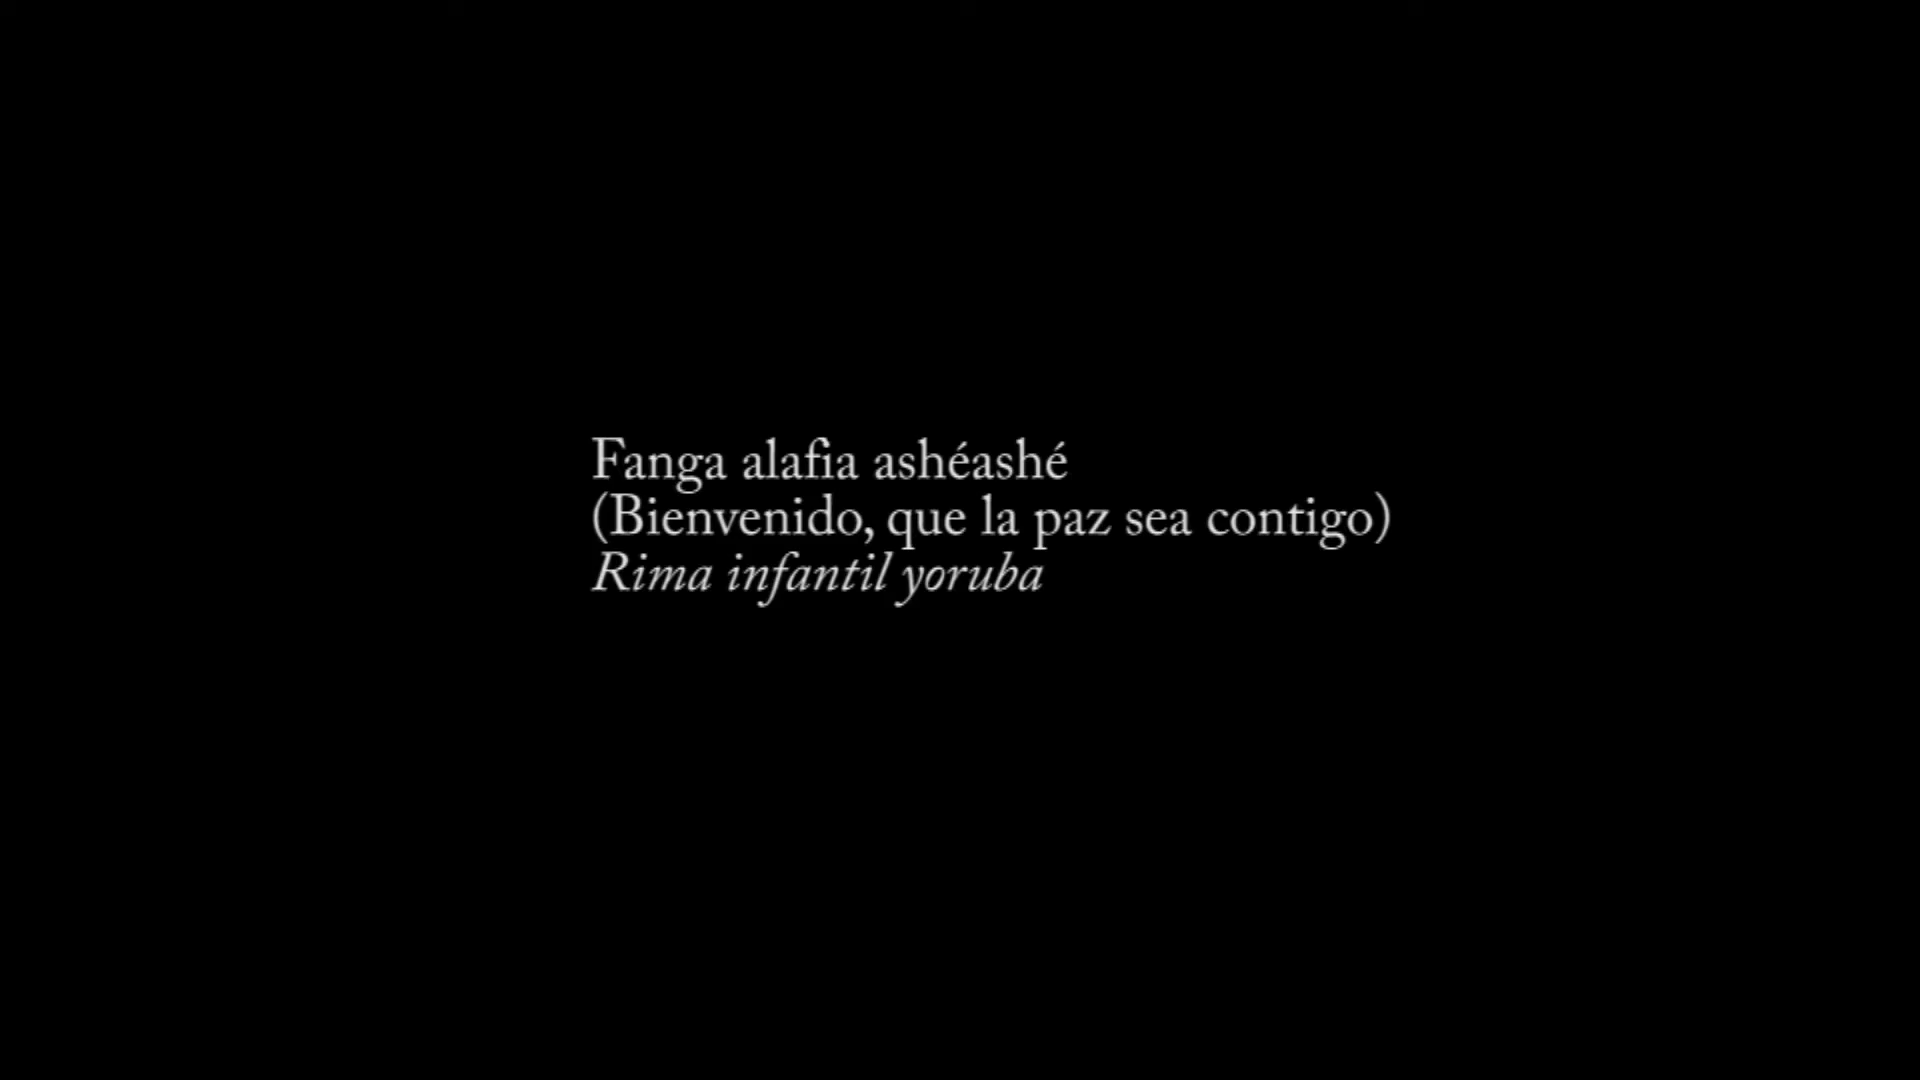 Fanga alafia ashéashé
(Bienvenido, que la paz sea contigo)
Rima infantil yoruba